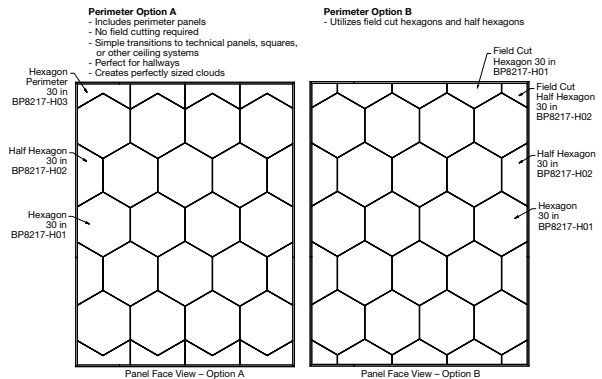 Perimeter Option A
- Includes perimeter panels
- No field cutting required
- Simple transitions to technical panels, squares,
or other ceiling systems
- Perfect for hallways
- Creates perfectly sized clouds
Perimeter Option B
- Utilizes field cut hexagons and half hexagons
Hexagon
Perimeter
30 in
BP8217-H03
Half Hexagon
30 in
BP8217-H02
Hexagon
30 in
BP8217-H01
Field Cut
Hexagon 30 in
BP8217-H01
Field Cut
Half Hexagon
30 in
BP8217-H02
Half Hexagon
30 in
BP8217-H02
Hexagon
30 in
BP8217-H01
Panel Face View – Option A
Panel Face View – Option B